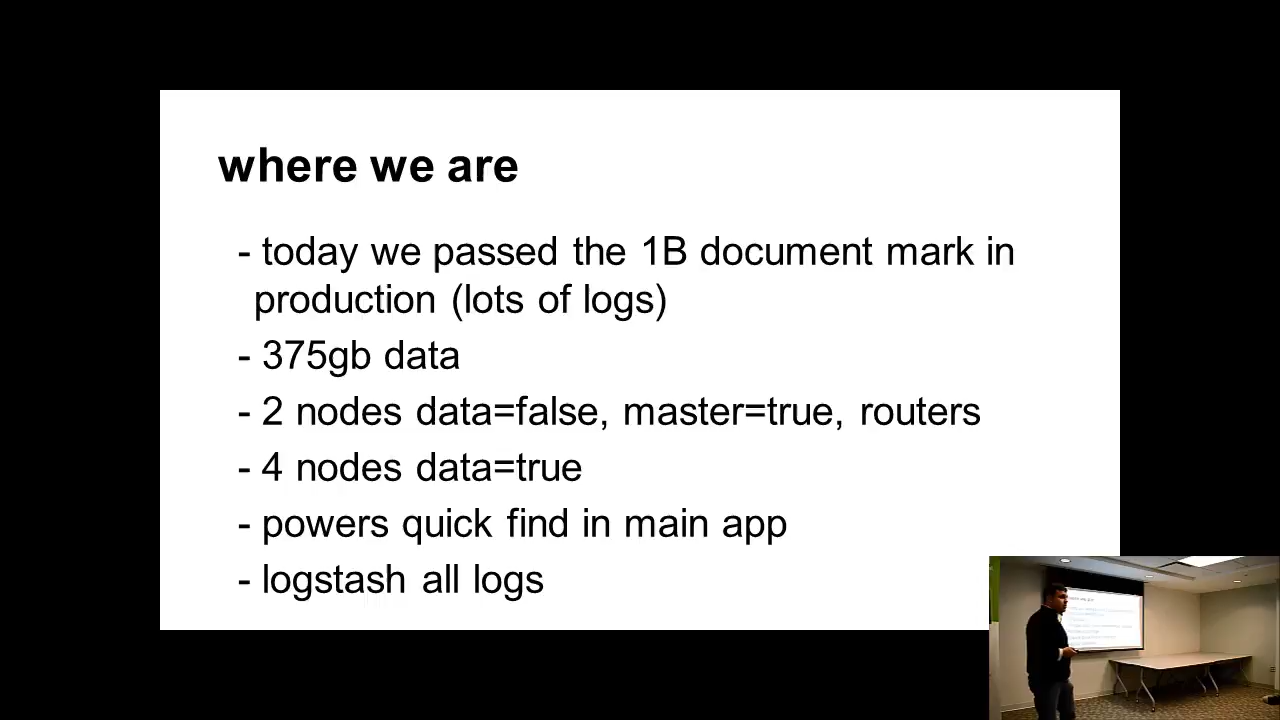 where we are
- today we passed the 1B document mark in
production (lots of logs)
- 375gb data
- 2 nodes data=false, master=true, routers
- 4 nodes data=true
- powers quick find in main app
- logstash all logs